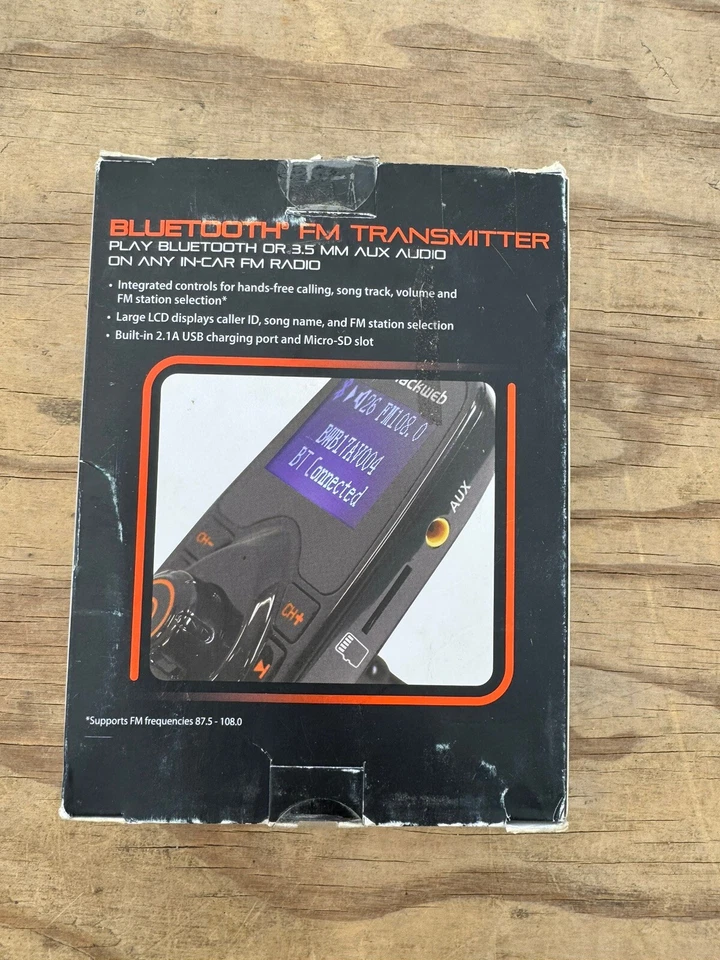 BLUETOOTH® FM TRANSMITTER
PLAY BLUETOOTH OR 3.5 MM AUX AUDIO
ON ANY IN-CAR FM RADIO
• Integrated controls for hands-free calling, song track, volume and
FM station selection*
• Large LCD displays caller ID, song name, and FM station selection
• Built-in 2.1A USB charging port and Micro-SD slot
lackweb
26 FM108.0
BWB17AV004
BT Connected
AUX
CH-
CH+
*Supports FM frequencies 87.5 - 108.0